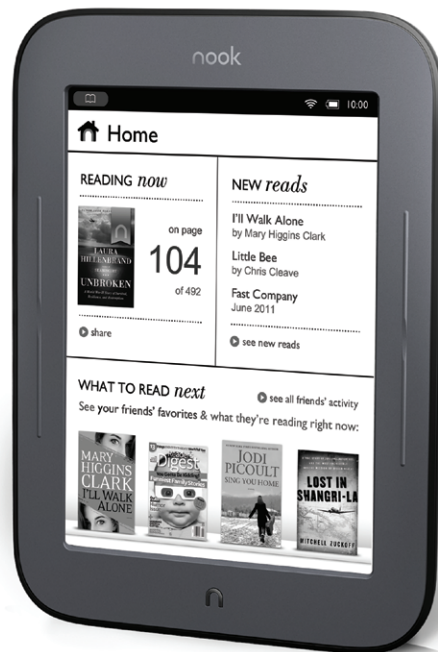 nook
10:00
Home
READING now
LAURA
HILLENBRAND
UNBROKEN
on page
104
of 492
share
NEW reads
I'll Walk Alone
by Mary Higgins Clark
Little Bee
by Chris Cleave
Fast Company
June 2011
see new reads
WHAT TO READ next
see all friends' activity
See your friends' favorites & what they're reading right now:
MARY
HIGGINS
CLARK
I'LL WALK
ALONE
Digest
JODI
PICOULT
SING YOU HOME
LOST IN
SHANGRI-LA
MITCHELL ZUCKOFF
n